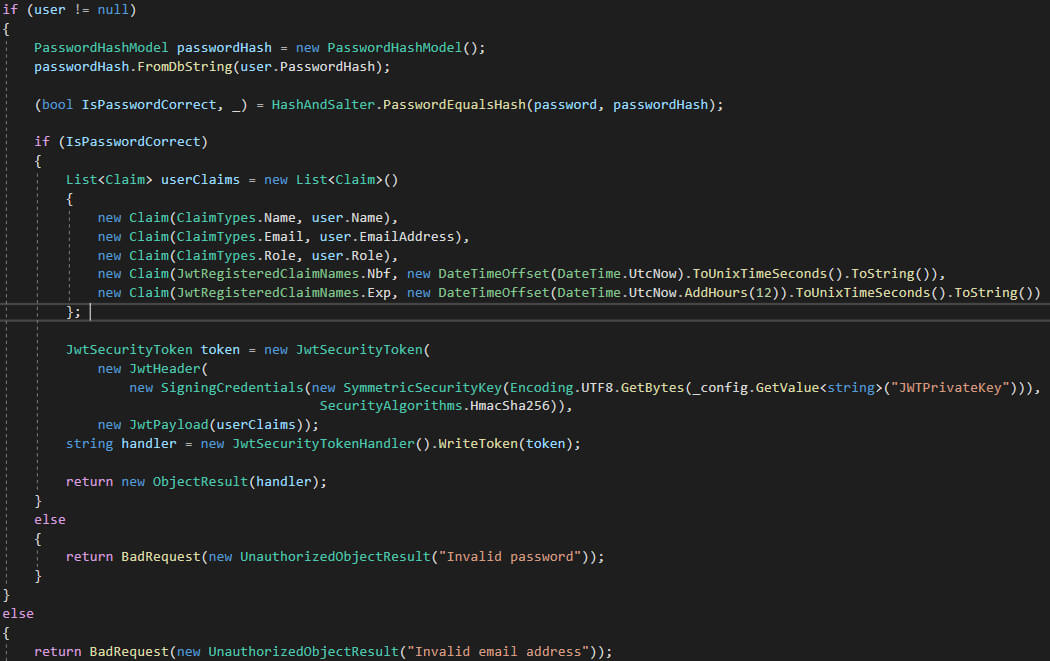 if (user != null)
{
    PasswordHashModel passwordHash = new PasswordHashModel();
    passwordHash.FromDbString(user.PasswordHash);

    (bool IsPasswordCorrect, _) = HashAndSalter.PasswordEqualsHash(password, passwordHash);

    if (IsPasswordCorrect)
    {
        List<Claim> userClaims = new List<Claim>()
        {
            new Claim(ClaimTypes.Name, user.Name),
            new Claim(ClaimTypes.Email, user.EmailAddress),
            new Claim(ClaimTypes.Role, user.Role),
            new Claim(JwtRegisteredClaimNames.Nbf, new DateTimeOffset(DateTime.UtcNow).ToUnixTimeSeconds().ToString()),
            new Claim(JwtRegisteredClaimNames.Exp, new DateTimeOffset(DateTime.UtcNow.AddHours(12)).ToUnixTimeSeconds().ToString())
        };

        JwtSecurityToken token = new JwtSecurityToken(
            new JwtHeader(
                new SigningCredentials(new SymmetricSecurityKey(Encoding.UTF8.GetBytes(_config.GetValue<string>("JWTPrivateKey"))),
                                        SecurityAlgorithms.HmacSha256)),
            new JwtPayload(userClaims));
        string handler = new JwtSecurityTokenHandler().WriteToken(token);

        return new ObjectResult(handler);
    }
    else
    {
        return BadRequest(new UnauthorizedObjectResult("Invalid password"));
    }
}
else
{
    return BadRequest(new UnauthorizedObjectResult("Invalid email address"));